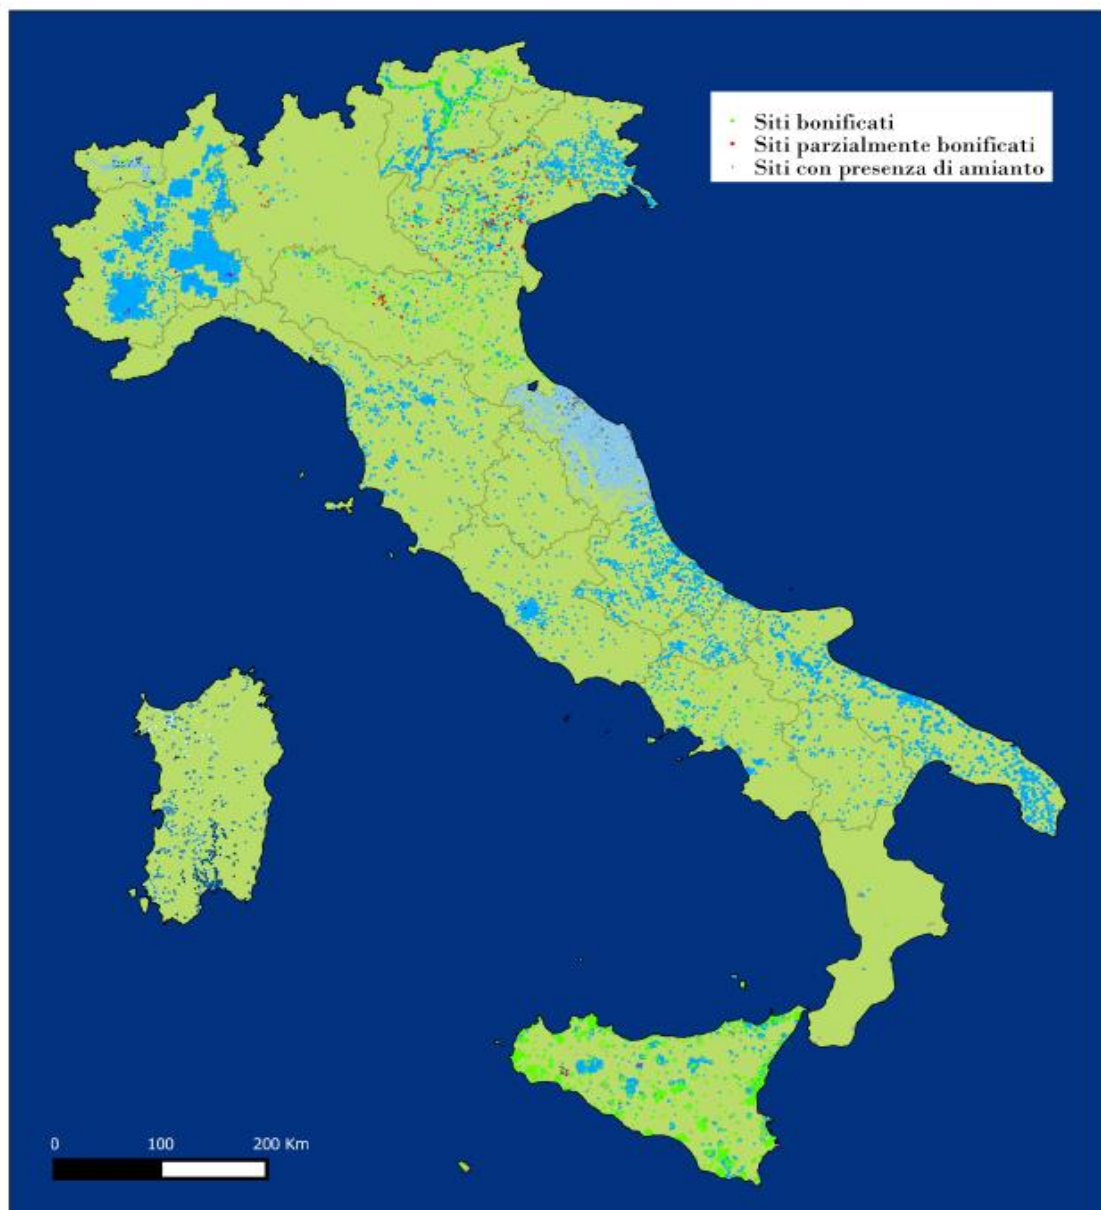 Siti bonificati
Siti parzialmente bonificati
Siti con presenza di amianto
0 100 200 Km